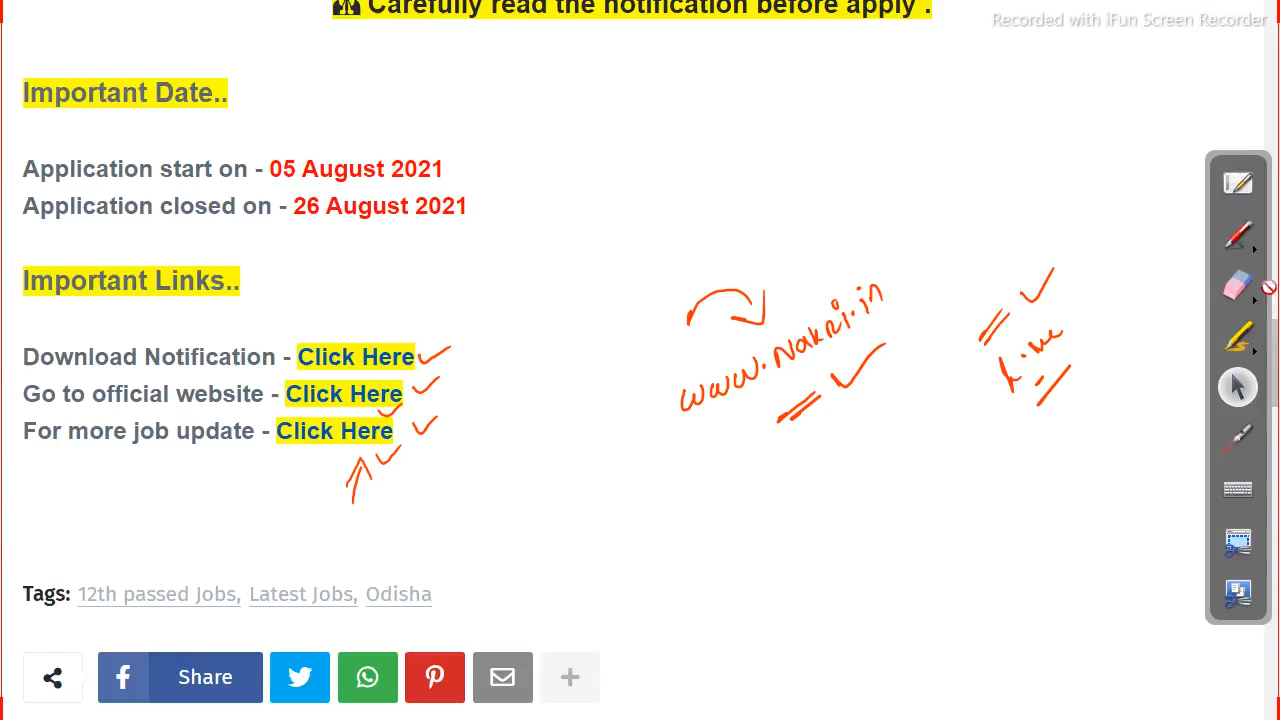 Carefully read the notification before apply .
Recorded with iFun Screen Recorder
Important Date..
Application start on - 05 August 2021
Application closed on - 26 August 2021
Important Links..
Download Notification - Click Here
Go to official website - Click Here
For more job update - Click Here
www.Nakri.in
Tags: 12th passed Jobs, Latest Jobs, Odisha
Share